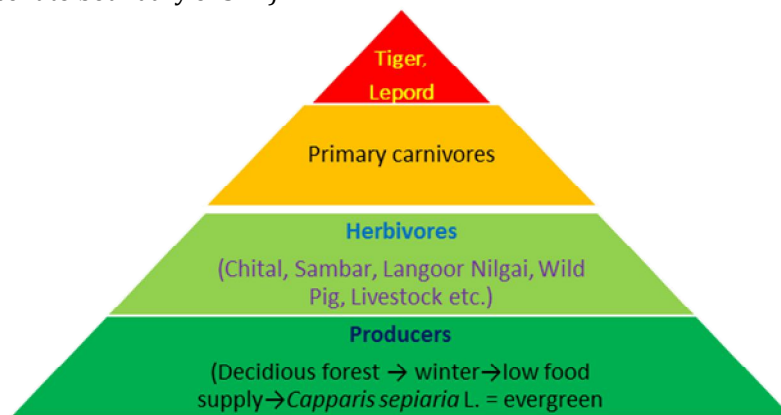 Tiger,
Lepord
Primary carnivores
Herbivores
(Chital, Sambar, Langoor Nilgai, Wild
Pig, Livestock etc.)
Producers
(Decidious forest → winter→low food
supply→Capparis sepiaria L. = evergreen